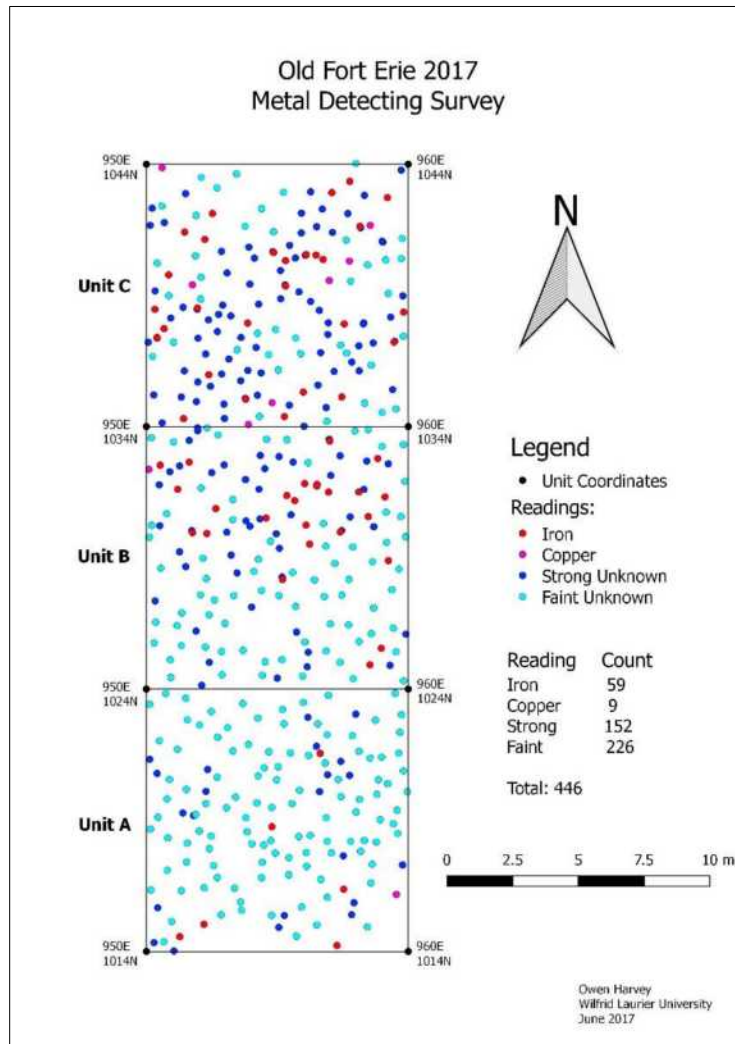 Old Fort Erie 2017
Metal Detecting Survey
950E
1044N
960E
1044N
N
Unit C
950E
1034N
960E
1034N
Legend
Unit Coordinates
Readings:
Iron
Copper
Strong Unknown
Faint Unknown
Unit B
Reading Count
Iron 59
Copper 9
Strong 152
Faint 226
950E
1024N
960E
1024N
Total: 446
Unit A
0 2.5 5 7.5 10 m
950E
1014N
960E
1014N
Owen Harvey
Wilfrid Laurier University
June 2017